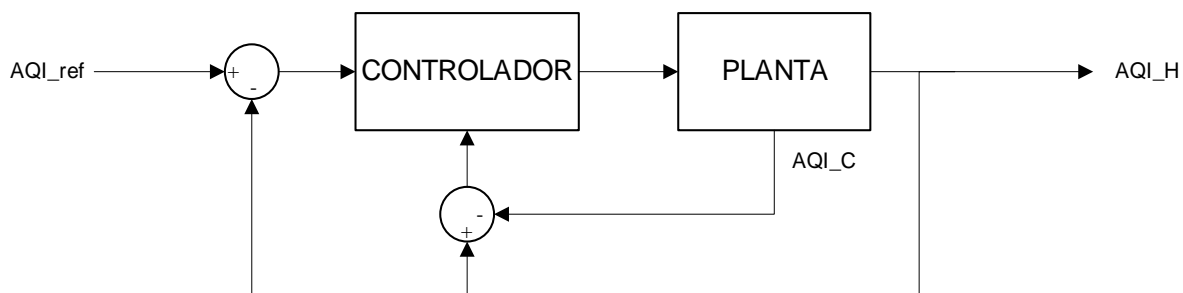 AQI_ref
+
-
CONTROLADOR
PLANTA
AQI_H
AQI_C
-
+